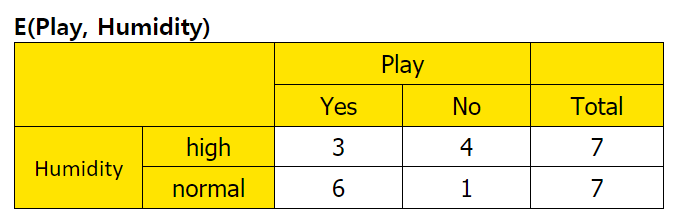 E(Play, Humidity)
Play
Yes No Total
Humidity
high 3 4 7
normal 6 1 7